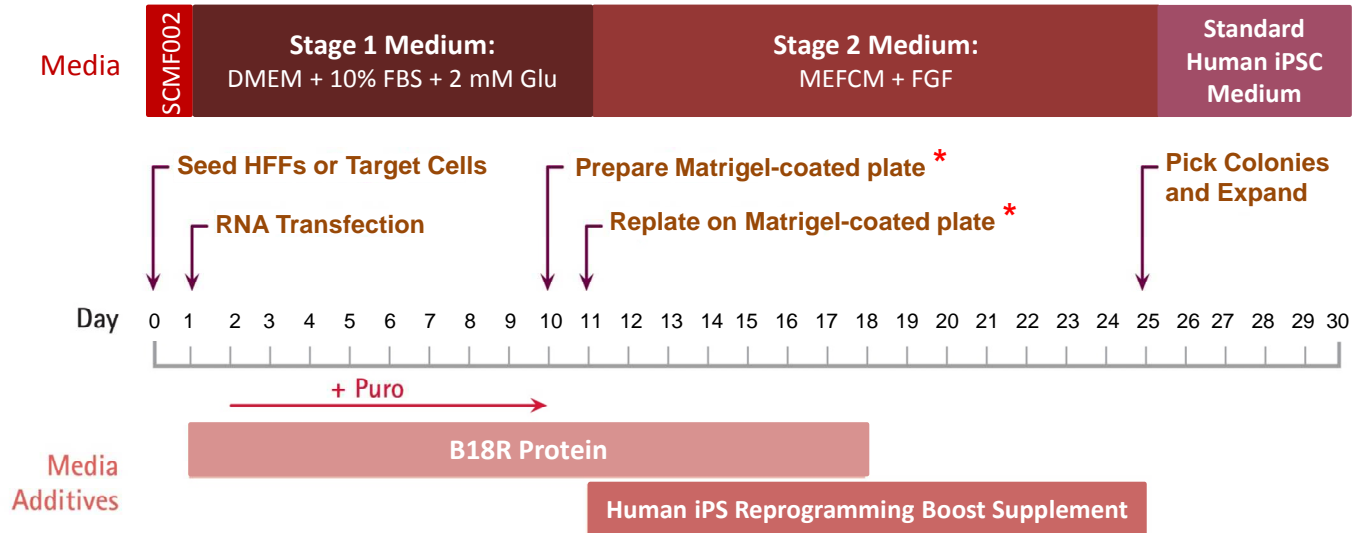 Media
SCMF002
Stage 1 Medium:
DMEM + 10% FBS + 2 mM Glu
Stage 2 Medium:
MEFCM + FGF
Standard
Human iPSC
Medium
Seed HFFs or Target Cells
RNA Transfection
Prepare Matrigel-coated plate *
Replate on Matrigel-coated plate *
Pick Colonies
and Expand
Day 0 1 2 3 4 5 6 7 8 9 10 11 12 13 14 15 16 17 18 19 20 21 22 23 24 25 26 27 28 29 30
+ Puro
B18R Protein
Media
Additives
Human iPS Reprogramming Boost Supplement